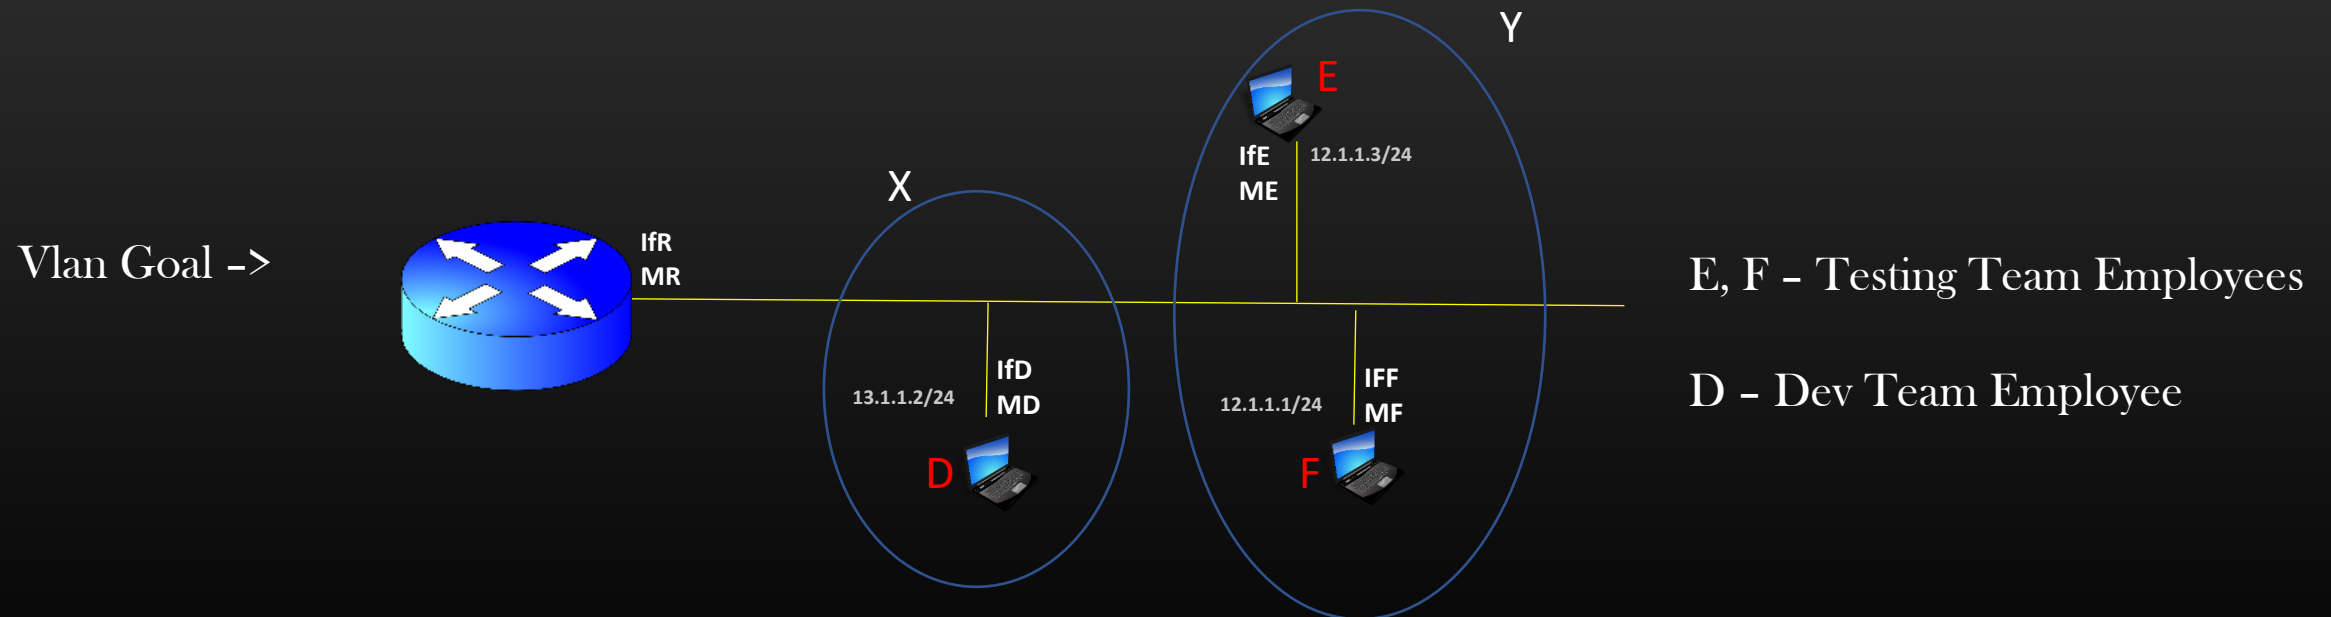 Y
E
IfE
ME
12.1.1.3/24
X
Vlan Goal ->
IfR
MR
E, F – Testing Team Employees
IfD
MD
13.1.1.2/24
IFF
MF
12.1.1.1/24
D – Dev Team Employee
D
F